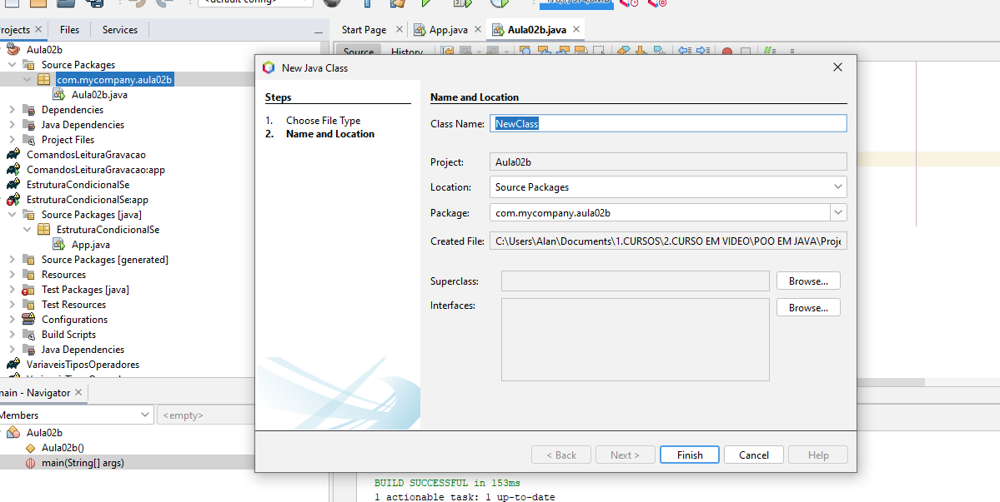 <default config>
Projects
Files
Services
Start Page
App.java
Aula02b.java
Source
History
Aula02b
Source Packages
com.mycompany.aula02b
Aula02b.java
Dependencies
Java Dependencies
Project Files
ComandosLeituraGravacao
ComandosLeituraGravacao:app
EstruturaCondicionalSe
EstruturaCondicionalSe:app
Source Packages [java]
EstruturaCondicionalSe
App.java
Source Packages [generated]
Resources
Test Packages [java]
Test Resources
Configurations
Build Scripts
Java Dependencies
VariaveisTiposOperadores
main - Navigator
Members
<empty>
Aula02b
Aula02b()
main(String[] args)
New Java Class
Steps
1. Choose File Type
2. Name and Location
Name and Location
Class Name: NewClass
Project: Aula02b
Location: Source Packages
Package: com.mycompany.aula02b
Created File: C:\Users\Alan\Documents\1.CURSOS\2.CURSO EM VIDEO\POO EM JAVA\Proje
Superclass:
Browse...
Interfaces:
Browse...
< Back
Next >
Finish
Cancel
Help
BUILD SUCCESSFUL in 153ms
1 actionable task: 1 up-to-date